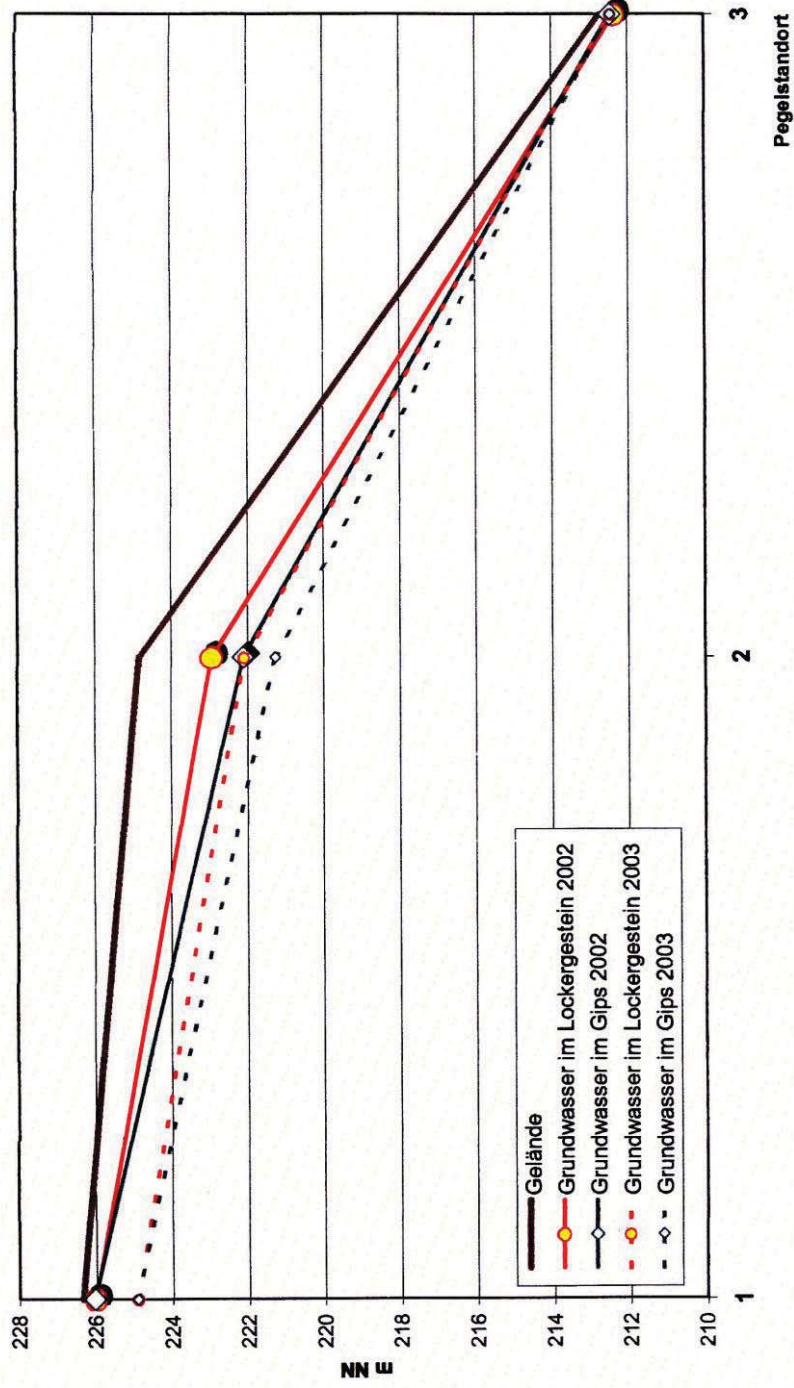 m NN
228
226
224
222
220
218
216
214
212
210
1
2
3
Pegelstandort
Gelände
Grundwasser im Lockergestein 2002
Grundwasser im Gips 2002
Grundwasser im Lockergestein 2003
Grundwasser im Gips 2003